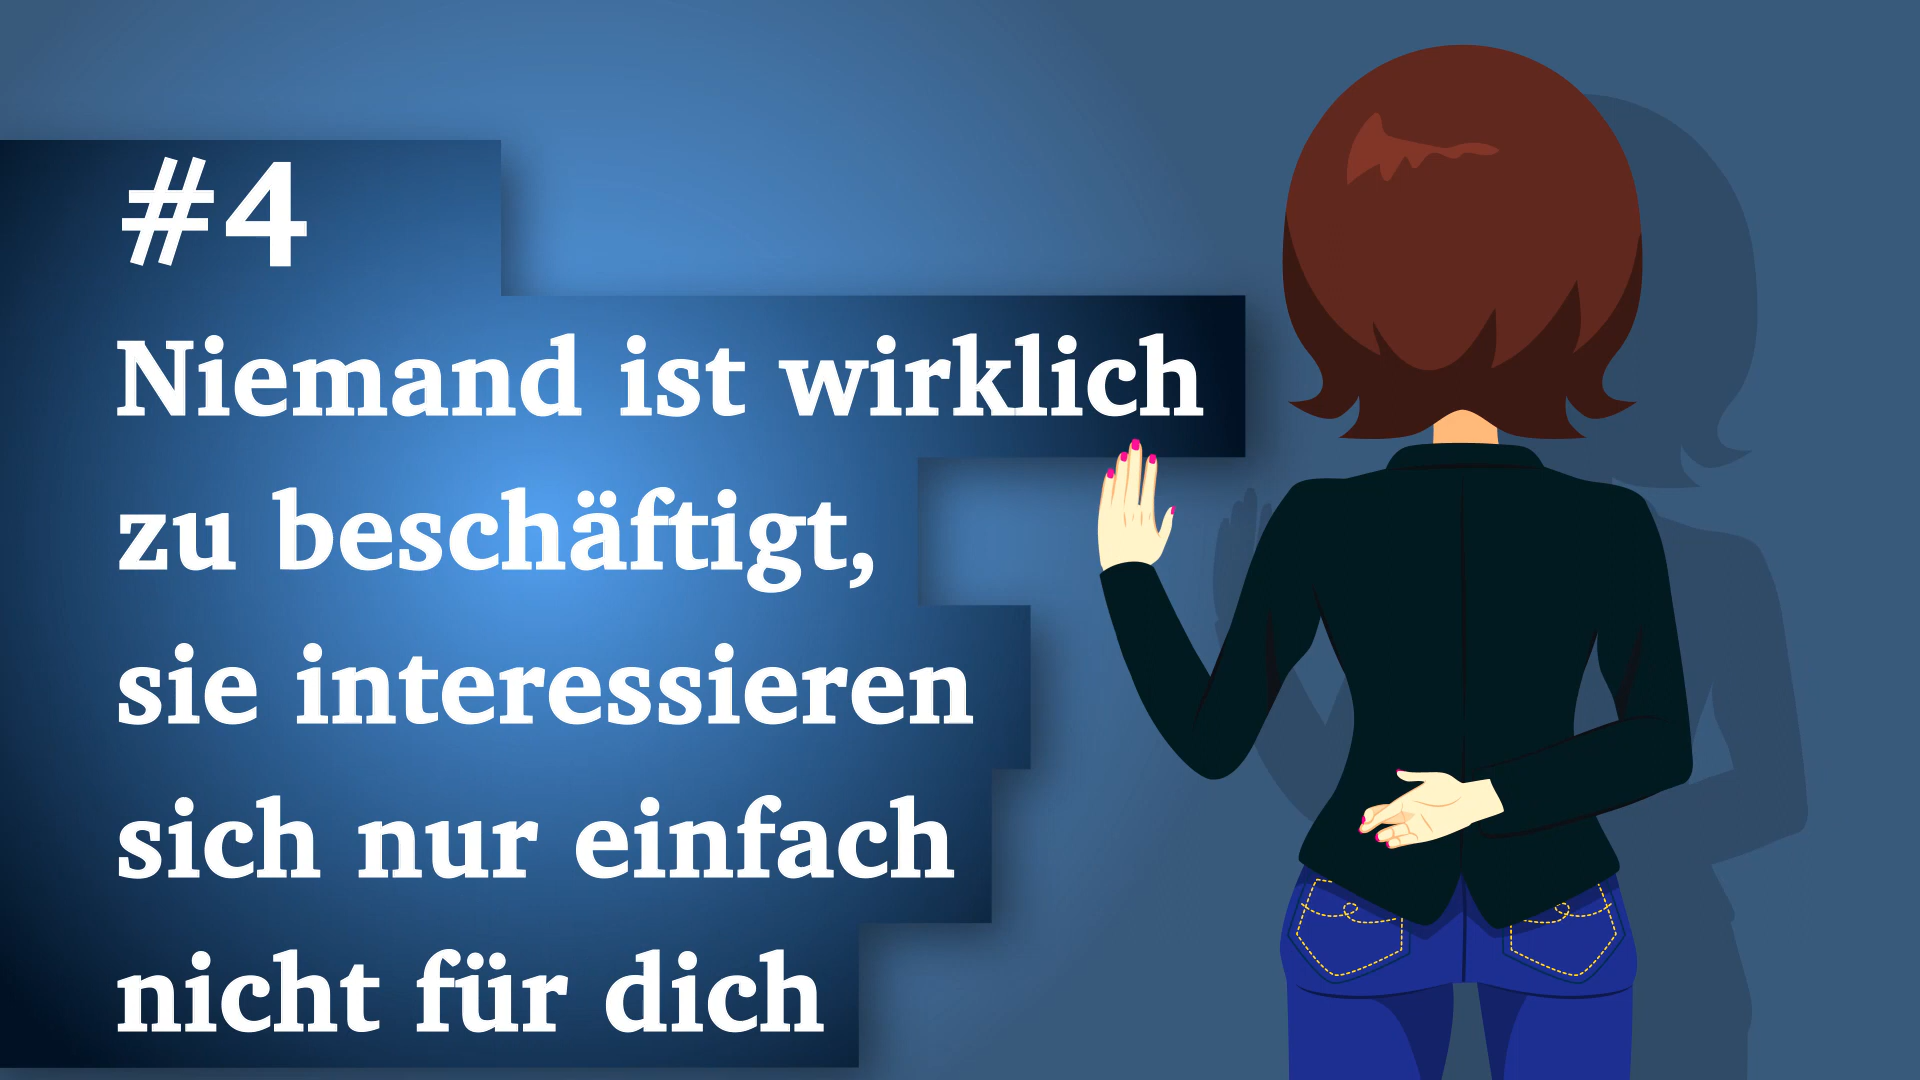 #4
Niemand ist wirklich
zu beschäftigt,
sie interessieren
sich nur einfach
nicht für dich